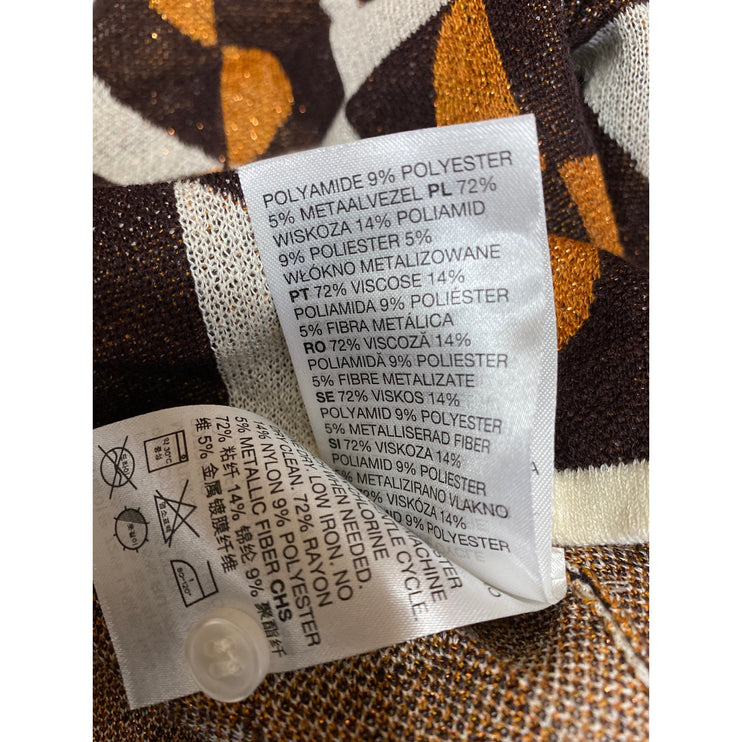 POLYAMIDE 9% POLYESTER
5% METAALVEZEL PL 72%
WISKOZA 14% POLIAMID
9% POLIESTER 5%
WŁÓKNO METALIZOWANE
PT 72% VISCOSE 14%
POLIAMIDA 9% POLIÉSTER
5% FIBRA METÁLICA
RO 72% VISCOZĂ 14%
POLIAMIDĂ 9% POLIESTER
5% FIBRE METALIZATE
SE 72% VISKOS 14%
POLYAMID 9% POLYESTER
5% METALLISERAD FIBER
SI 72% VISKOZA 14%
POLIAMID 9% POLIESTER
5% METALIZIRANO VLAKNO
72% VISKÓZA 14%
9% POLYESTER
MACHINE
CYCLE.
CHLORINE
NEEDED.
LOW IRON. NO
CLEAN. 72% RAYON
14% NYLON 9% POLYESTER
5% METALLIC FIBER CHS
72% 粘纤 14% 锦纶 9% 聚酯纤
维 5% 金属镀膜纤维